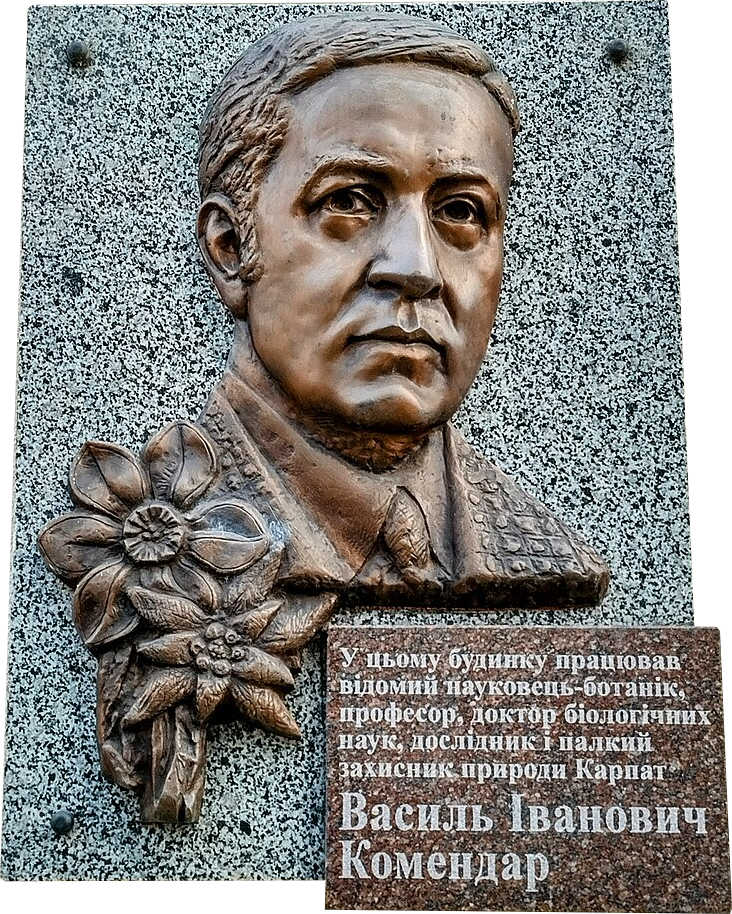 У цьому будинку працював
відомий науковець-ботанік,
професор, доктор біологічних
наук, дослідник і палкий
захисник природи Карпат
Василь Іванович
Комендар